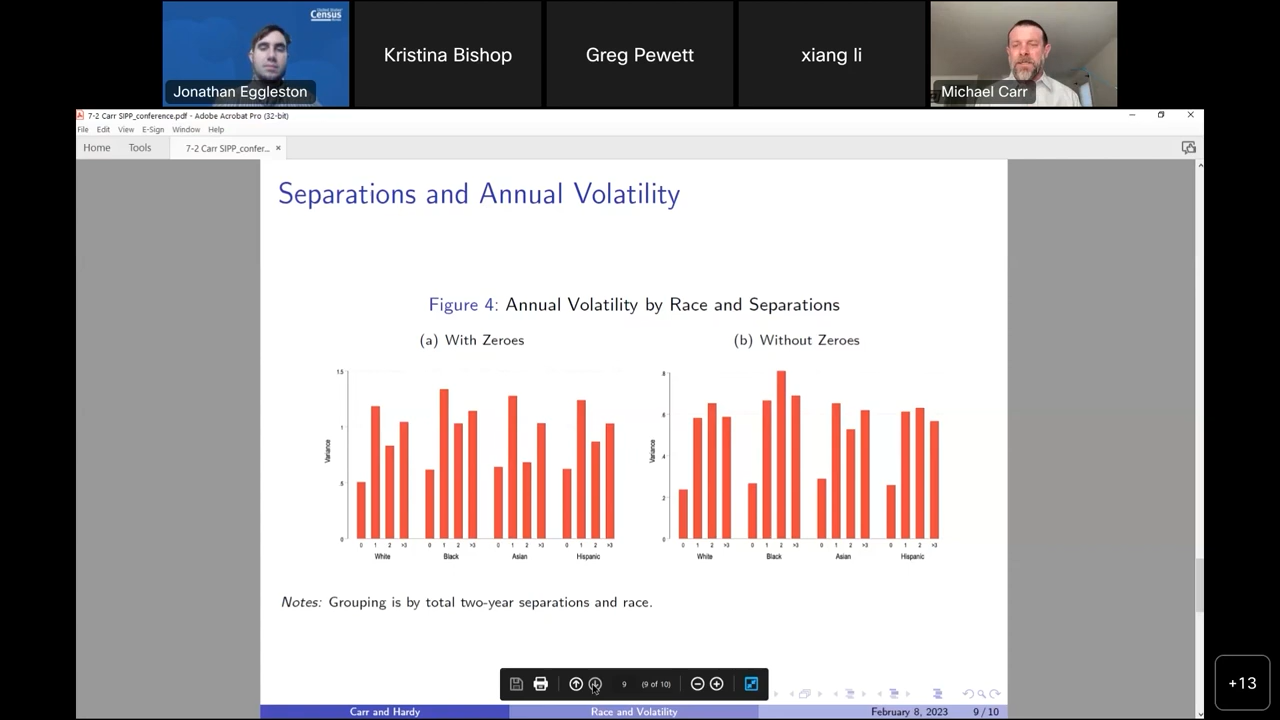 Census
Jonathan Eggleston
Kristina Bishop
Greg Pewett
xiang li
Michael Carr
7-2 Carr SIPP_conference.pdf - Adobe Acrobat Pro (32-bit)
File Edit View E-Sign Window Help
Home Tools 7-2 Carr SIPP_confer... ×
Separations and Annual Volatility
Figure 4: Annual Volatility by Race and Separations
(a) With Zeroes
(b) Without Zeroes
1.5
1
.5
0
Variance
0 1 2 >3 0 1 2 >3 0 1 2 >3 0 1 2 >3
White Black Asian Hispanic
.8
.6
.4
.2
0
Variance
0 1 2 >3 0 1 2 >3 0 1 2 >3 0 1 2 >3
White Black Asian Hispanic
Notes: Grouping is by total two-year separations and race.
9 (9 of 10)
Carr and Hardy Race and Volatility February 8, 2023 9 / 10
+13